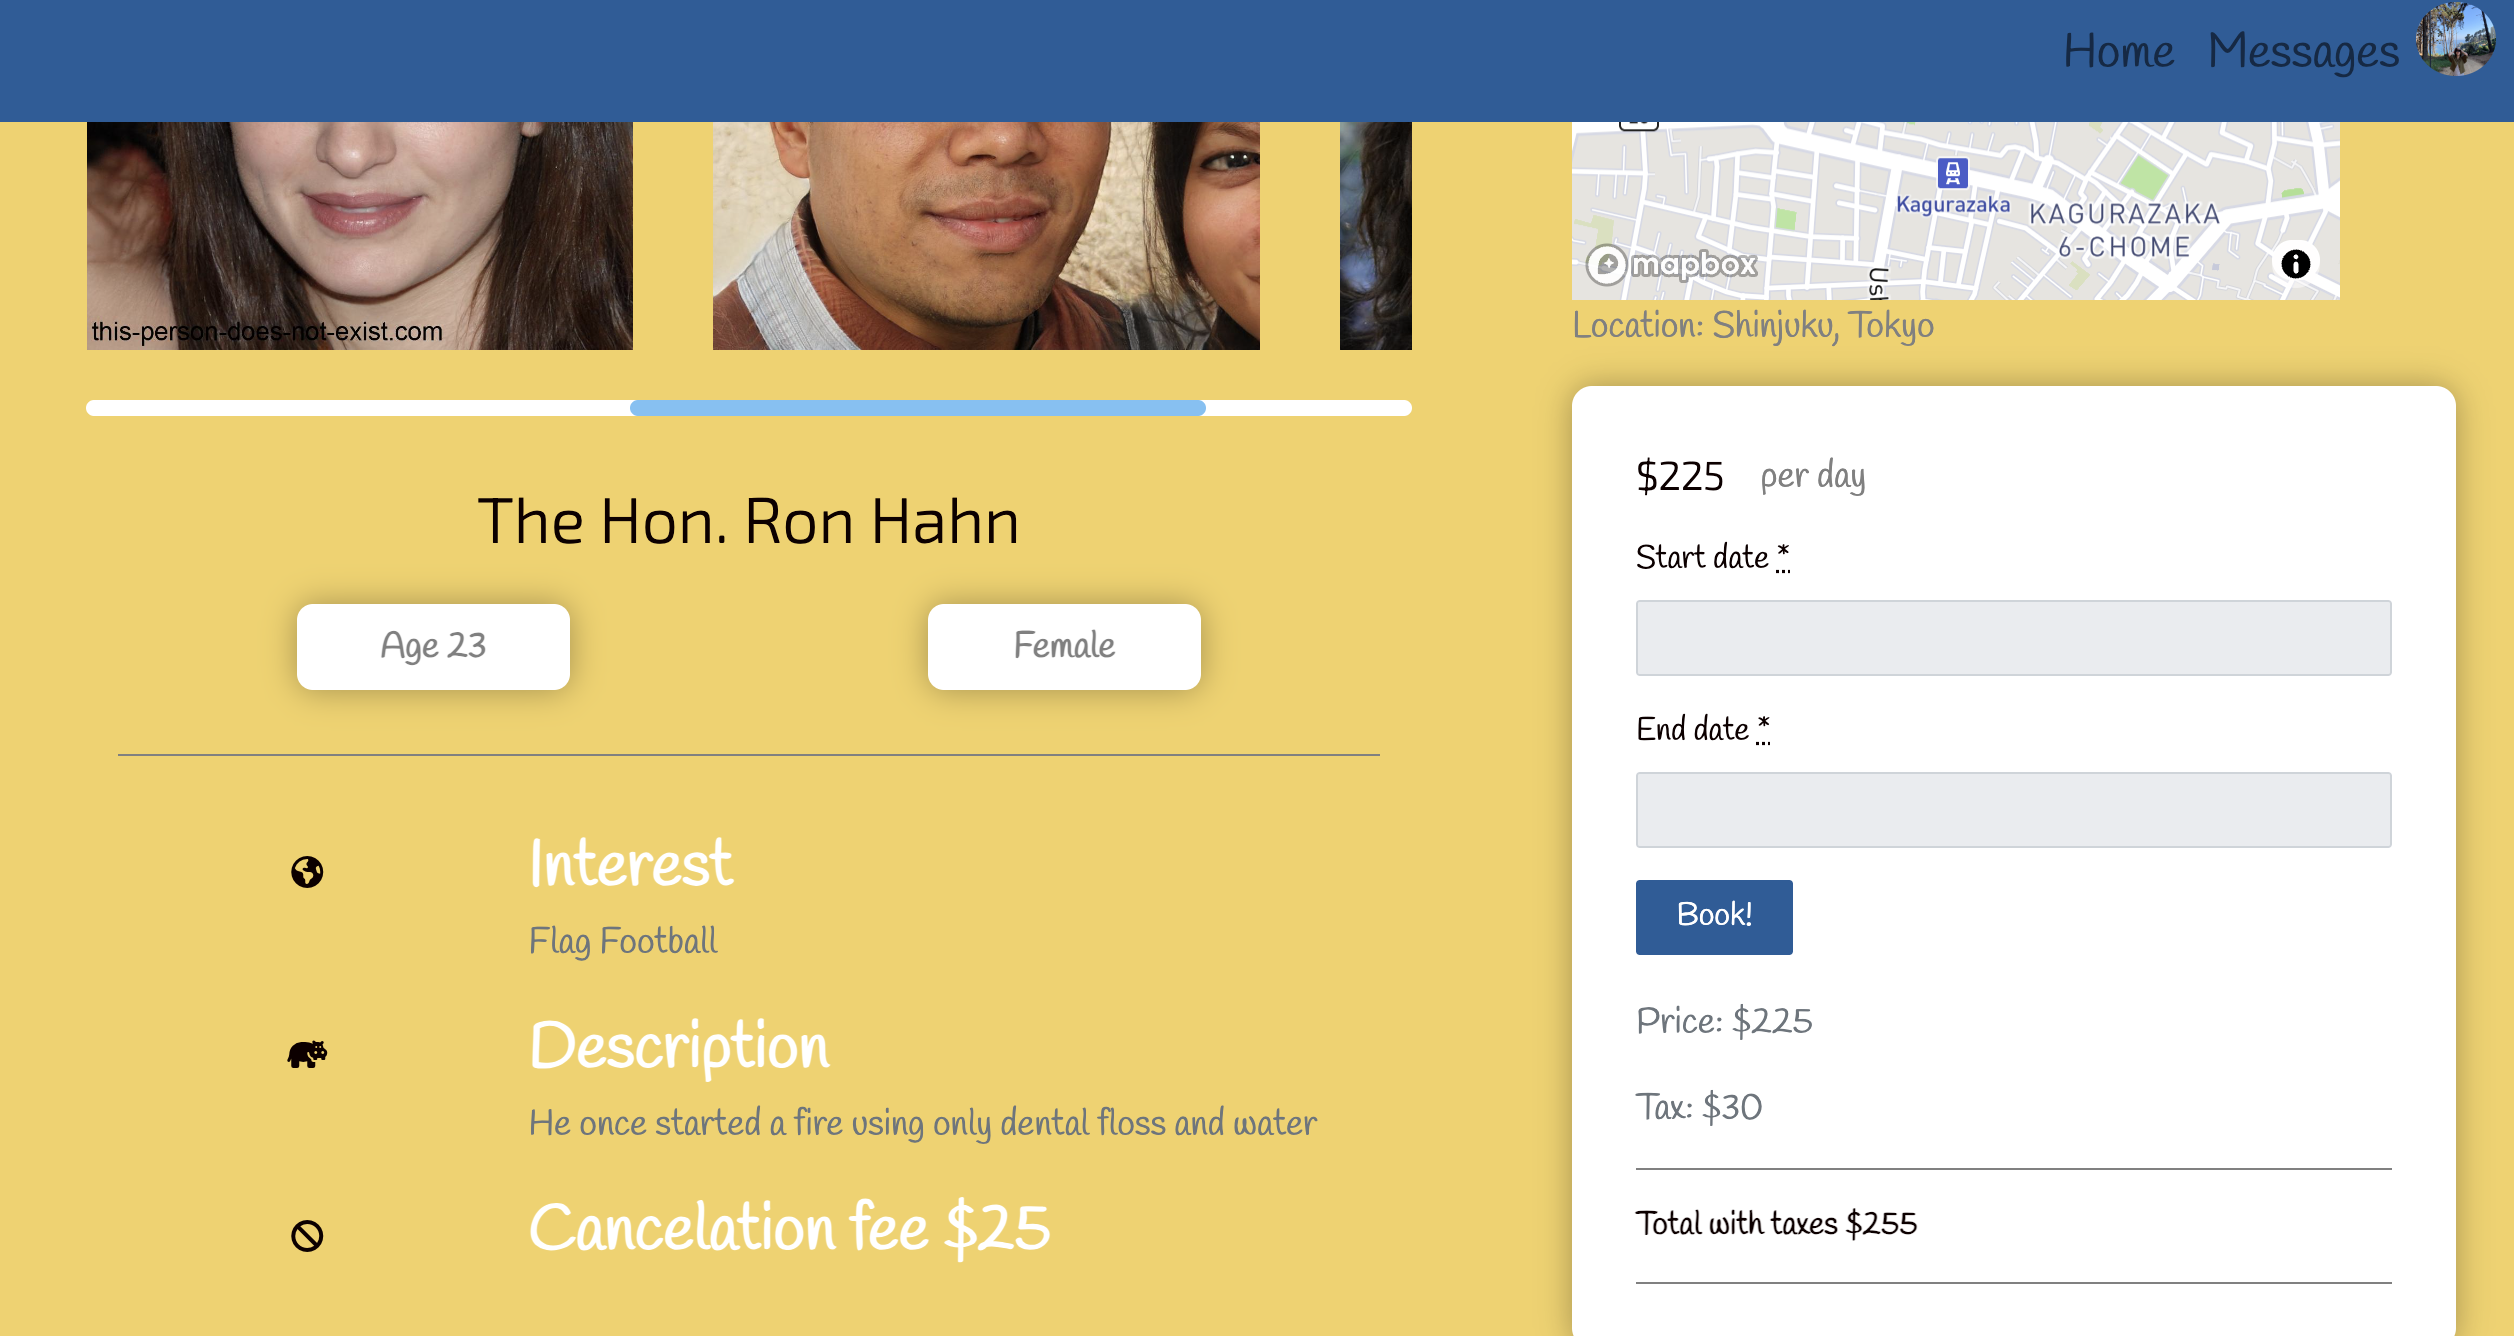 Home Messages
this-person-does-not-exist.com
Kagurazaka
KAGURAZAKA
6-CHOME
mapbox
Location: Shinjuku, Tokyo
The Hon. Ron Hahn
Age 23
Female
Interest
Flag Football
Description
He once started a fire using only dental floss and water
Cancelation fee $25
$225 per day
Start date *
End date *
Book!
Price: $225
Tax: $30
Total with taxes $255